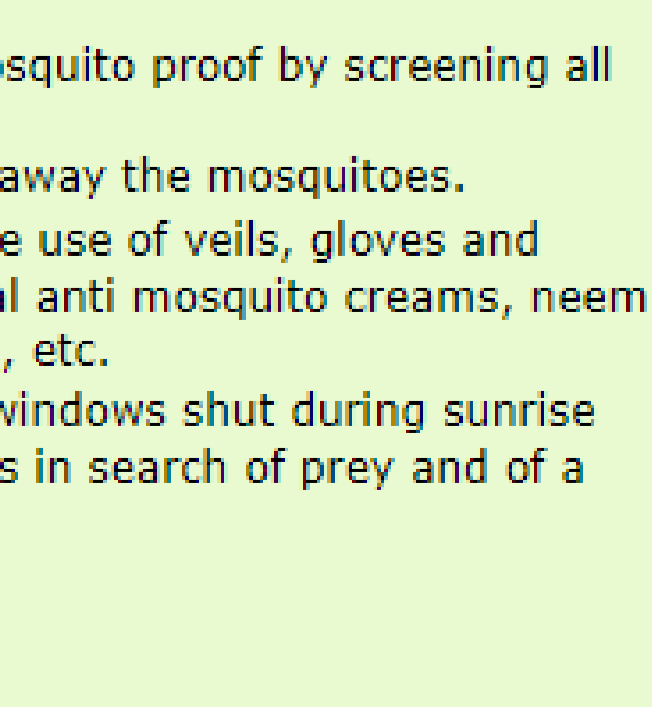 osquito proof by screening all
away the mosquitoes.
e use of veils, gloves and
al anti mosquito creams, neem
, etc.
windows shut during sunrise
s in search of prey and of a